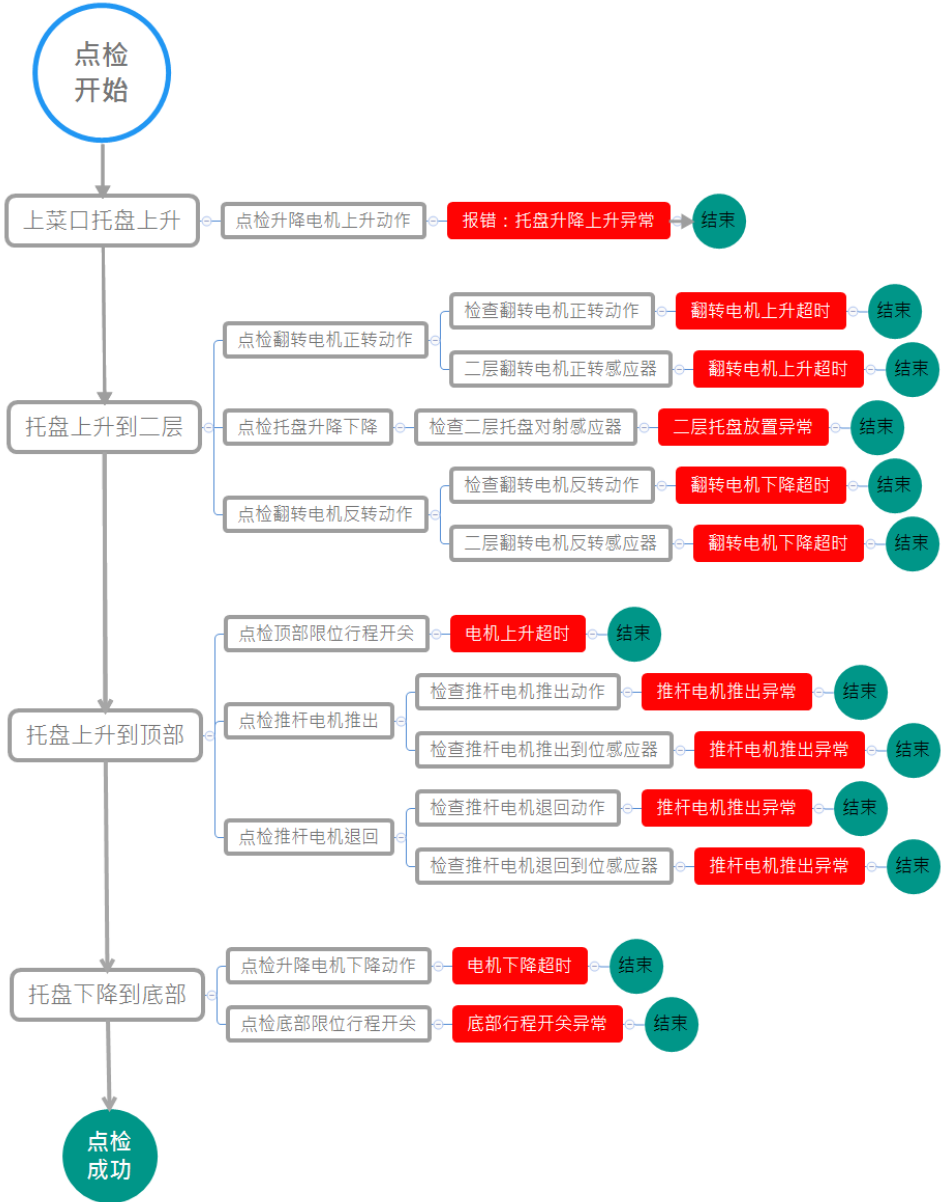 点检
开始
上菜口托盘上升
点检升降电机上升动作
报错：托盘升降上升异常
结束
托盘上升到二层
点检翻转电机正转动作
检查翻转电机正转动作
翻转电机上升超时
结束
二层翻转电机正转感应器
翻转电机上升超时
结束
点检托盘升降下降
检查二层托盘对射感应器
二层托盘放置异常
结束
点检翻转电机反转动作
检查翻转电机反转动作
翻转电机下降超时
结束
二层翻转电机反转感应器
翻转电机下降超时
结束
托盘上升到顶部
点检顶部限位行程开关
电机上升超时
结束
点检推杆电机推出
检查推杆电机推出动作
推杆电机推出异常
结束
检查推杆电机推出到位感应器
推杆电机推出异常
结束
点检推杆电机退回
检查推杆电机退回动作
推杆电机推出异常
结束
检查推杆电机退回到位感应器
推杆电机推出异常
结束
托盘下降到底部
点检升降电机下降动作
电机下降超时
结束
点检底部限位行程开关
底部行程开关异常
结束
点检
成功